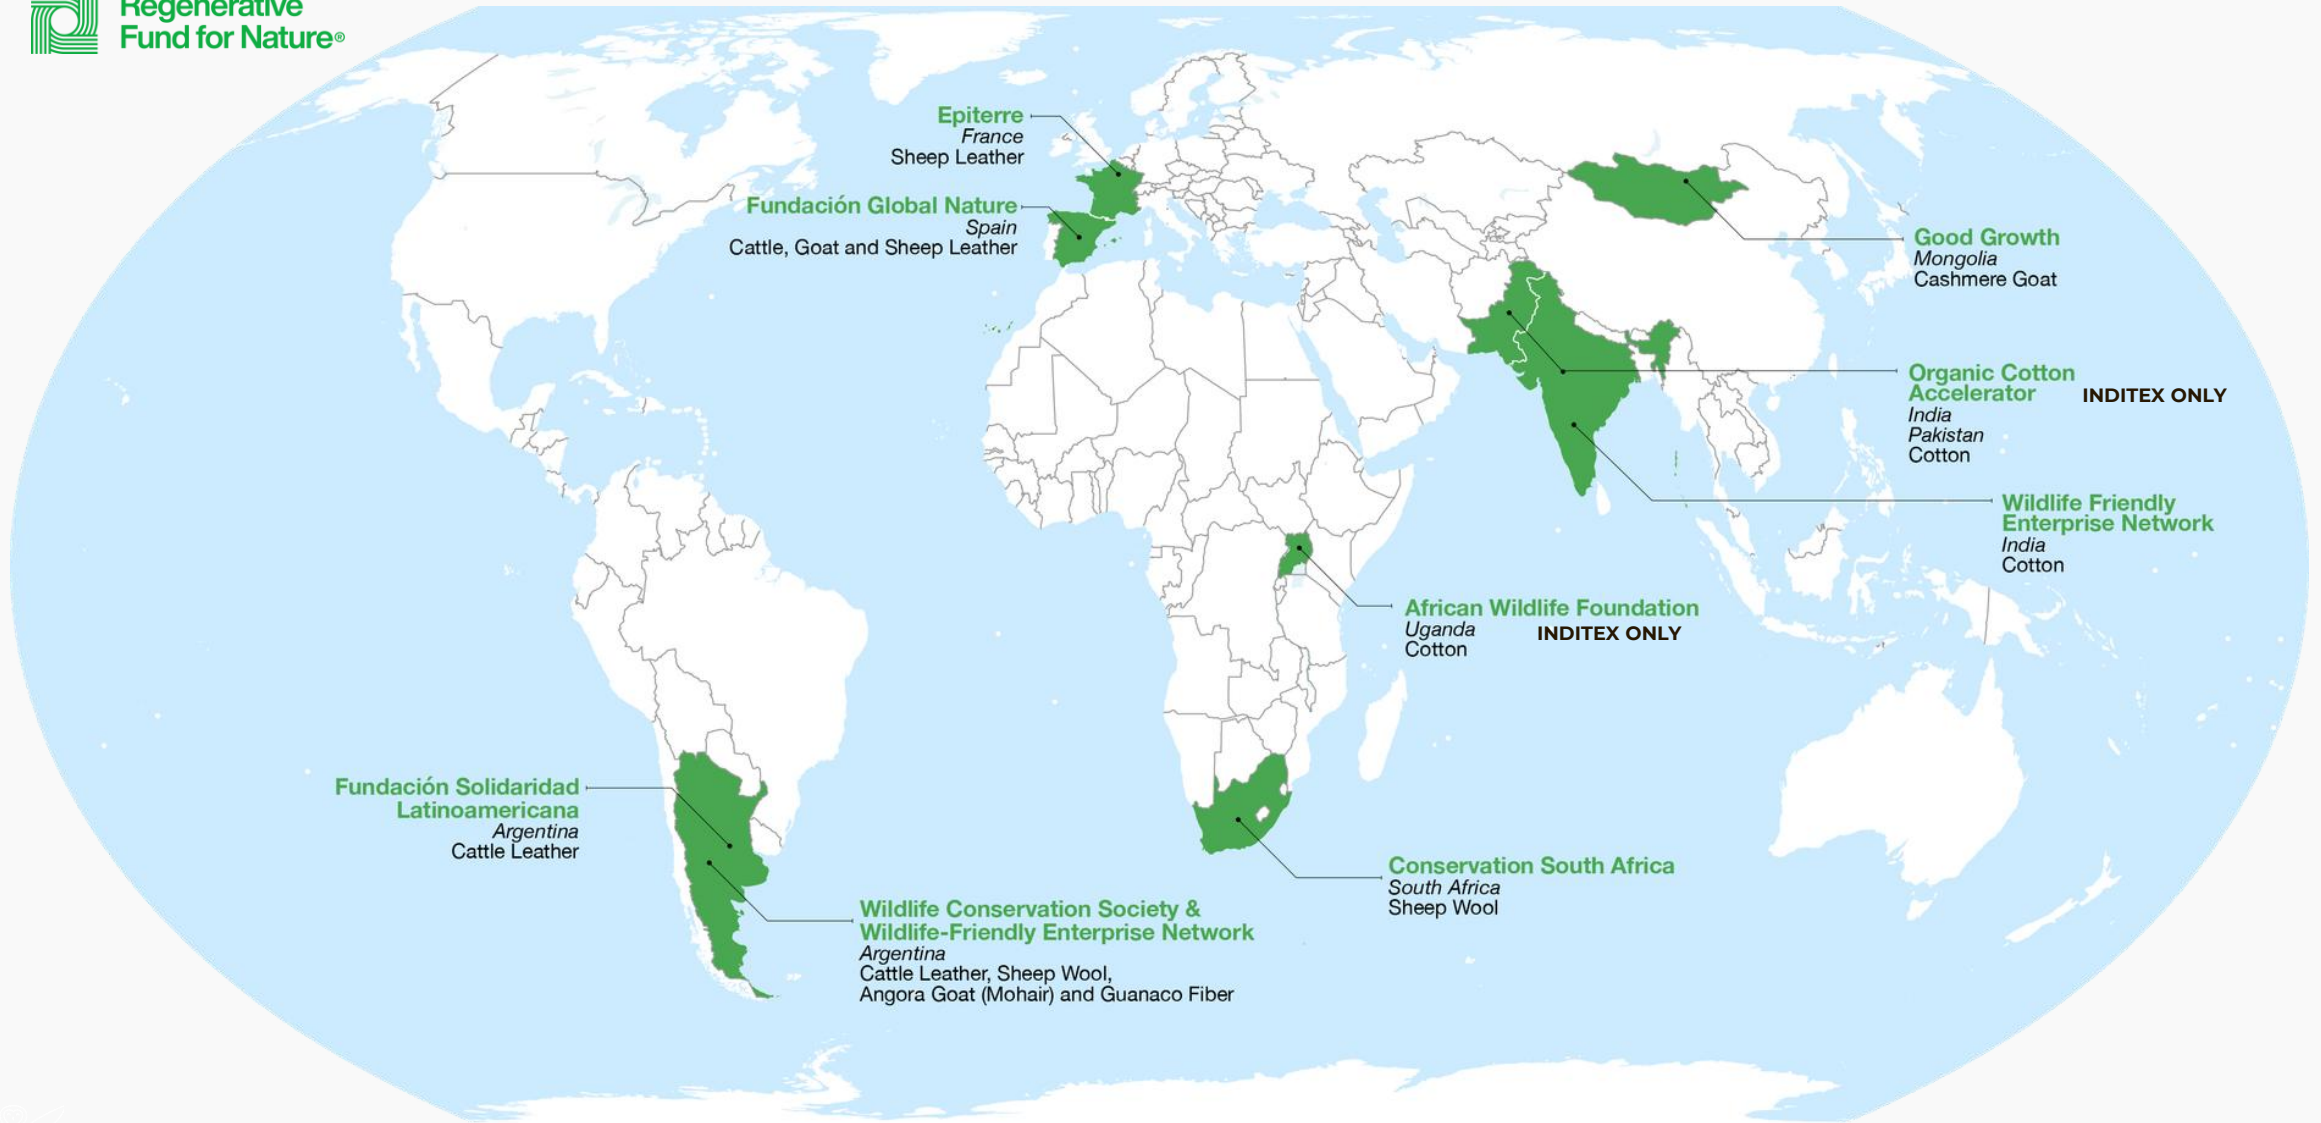 Regenerative
Fund for Nature®
Epiterre
France
Sheep Leather
Fundación Global Nature
Spain
Cattle, Goat and Sheep Leather
Good Growth
Mongolia
Cashmere Goat
Organic Cotton
Accelerator
INDITEX ONLY
India
Pakistan
Cotton
Wildlife Friendly
Enterprise Network
India
Cotton
African Wildlife Foundation
Uganda
INDITEX ONLY
Cotton
Fundación Solidaridad
Latinoamericana
Argentina
Cattle Leather
Conservation South Africa
South Africa
Sheep Wool
Wildlife Conservation Society &
Wildlife-Friendly Enterprise Network
Argentina
Cattle Leather, Sheep Wool,
Angora Goat (Mohair) and Guanaco Fiber